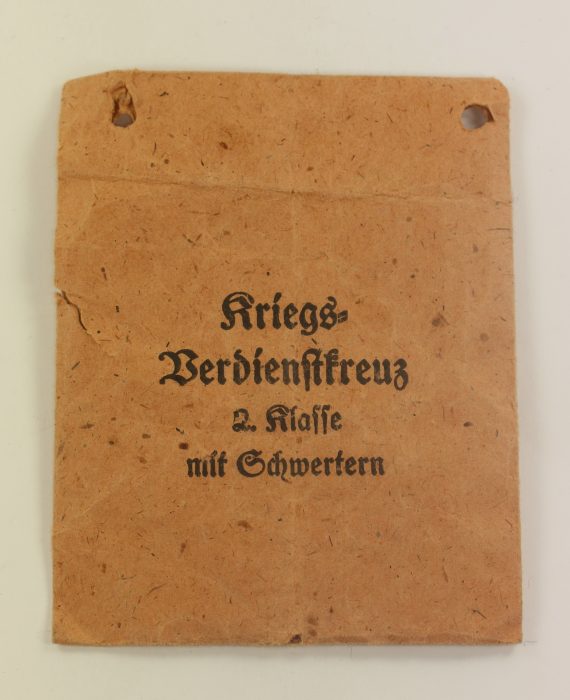 Kriegs-
Verdienstkreuz
2. Klasse
mit Schwertern